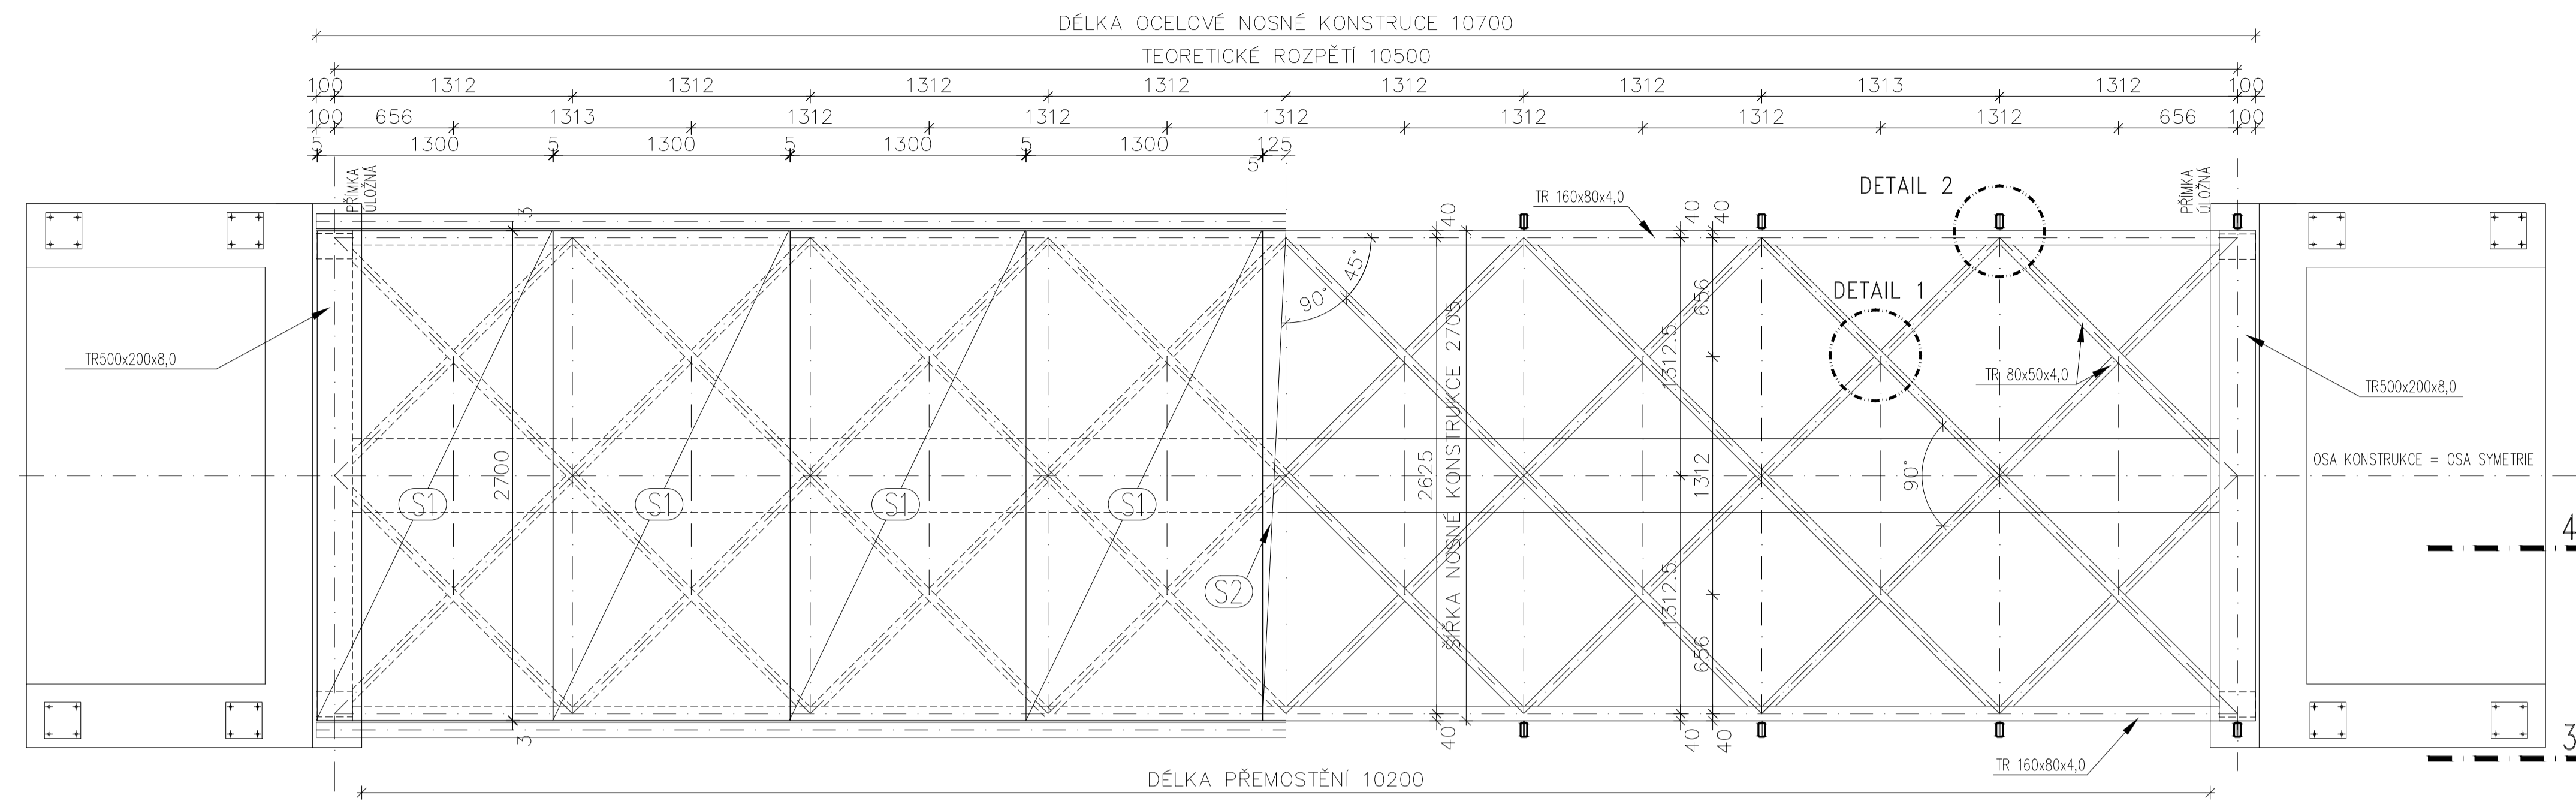 DÉLKA OCELOVÉ NOSNÉ KONSTRUCE 10700
TEORETICKÉ ROZPĚTÍ 10500
100 1312 1312 1312 1312 1312 1312 1313 1312 100
100 656 1313 1312 1312 1312 1312 1312 1312 656 100
5 1300 5 1300 5 1300 5 1300 5 125
PŘÍMKA
ÚLOŽNÁ
PŘÍMKA
ÚLOŽNÁ
DETAIL 2
TR 160x80x4,0
3
40
40
40
45°
90°
656
DETAIL 1
TR500x200x8,0
1312.5
TR 80x50x4,0
TR500x200x8,0
2700
2625
ŠÍŘKA NOSNÉ KONSTRUKCE 2705
1312
90°
OSA KONSTRUKCE = OSA SYMETRIE
S1
S1
S1
S1
4
S2
1312.5
656
3
40
40
40
3
TR 160x80x4,0
DÉLKA PŘEMOSTĚNÍ 10200